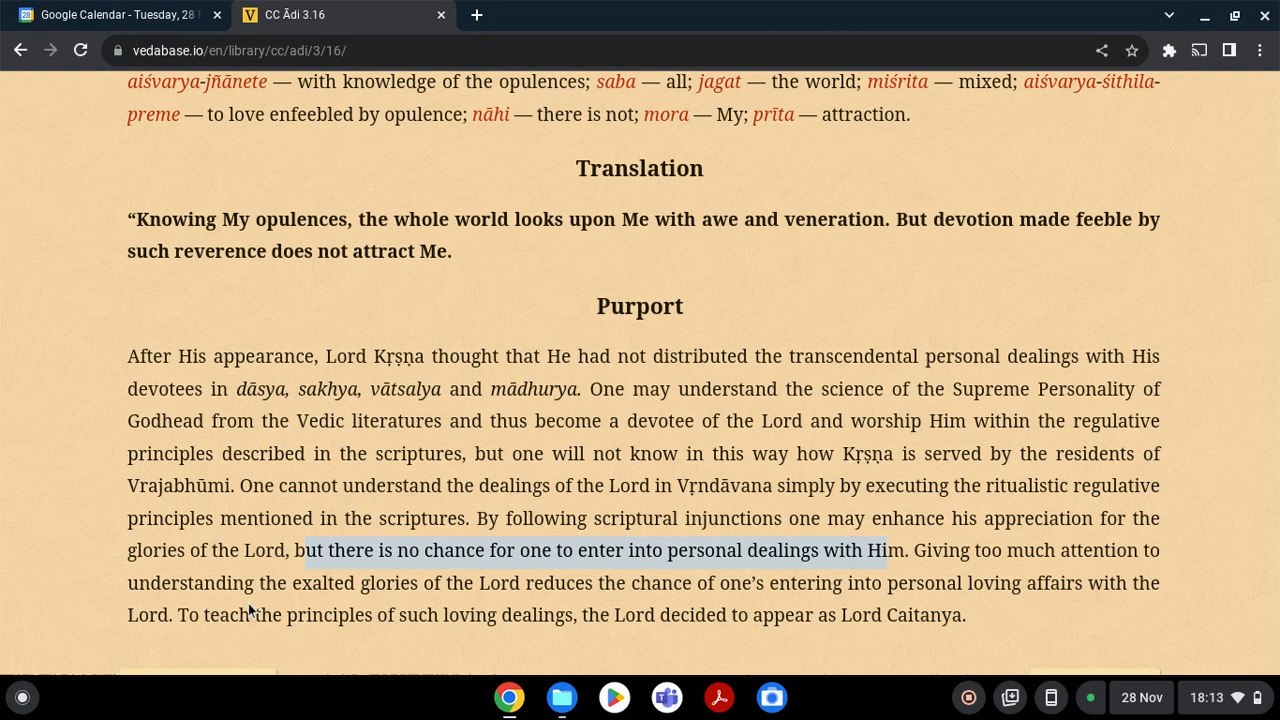 Google Calendar - Tuesday, 28
CC Ādi 3.16
vedabase.io/en/library/cc/adi/3/16/
aiśvarya-jñānete — with knowledge of the opulences; saba — all; jagat — the world; miśrita — mixed; aiśvarya-śithila-
preme — to love enfeebled by opulence; nāhi — there is not; mora — My; prīta — attraction.
Translation
“Knowing My opulences, the whole world looks upon Me with awe and veneration. But devotion made feeble by
such reverence does not attract Me.
Purport
After His appearance, Lord Kṛṣṇa thought that He had not distributed the transcendental personal dealings with His
devotees in dāsya, sakhya, vātsalya and mādhurya. One may understand the science of the Supreme Personality of
Godhead from the Vedic literatures and thus become a devotee of the Lord and worship Him within the regulative
principles described in the scriptures, but one will not know in this way how Kṛṣṇa is served by the residents of
Vrajabhūmi. One cannot understand the dealings of the Lord in Vṛndāvana simply by executing the ritualistic regulative
principles mentioned in the scriptures. By following scriptural injunctions one may enhance his appreciation for the
glories of the Lord, but there is no chance for one to enter into personal dealings with Him. Giving too much attention to
understanding the exalted glories of the Lord reduces the chance of one’s entering into personal loving affairs with the
Lord. To teach the principles of such loving dealings, the Lord decided to appear as Lord Caitanya.
28 Nov
18:13